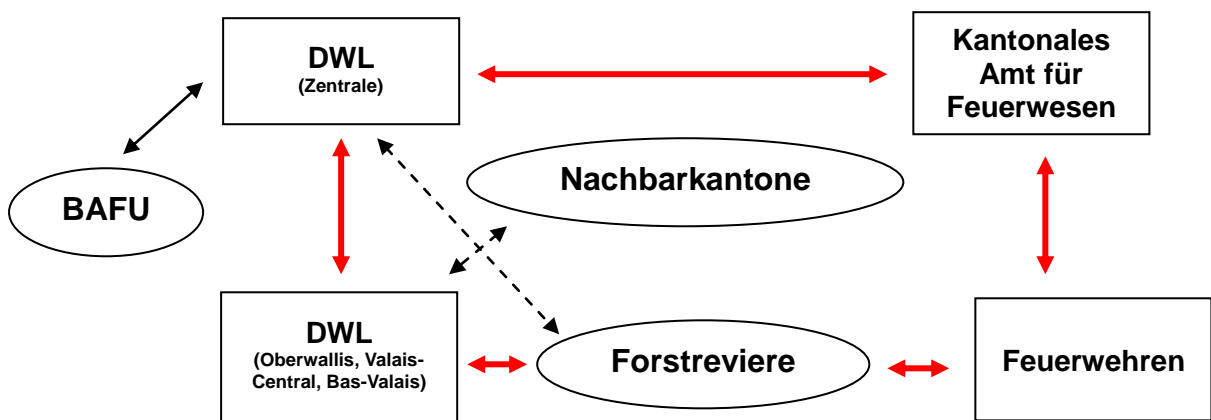 DWL
(Zentrale)
Kantonales
Amt für
Feuerwesen
Nachbarkantone
BAFU
DWL
(Oberwallis, Valais-
Central, Bas-Valais)
Forstreviere
Feuerwehren